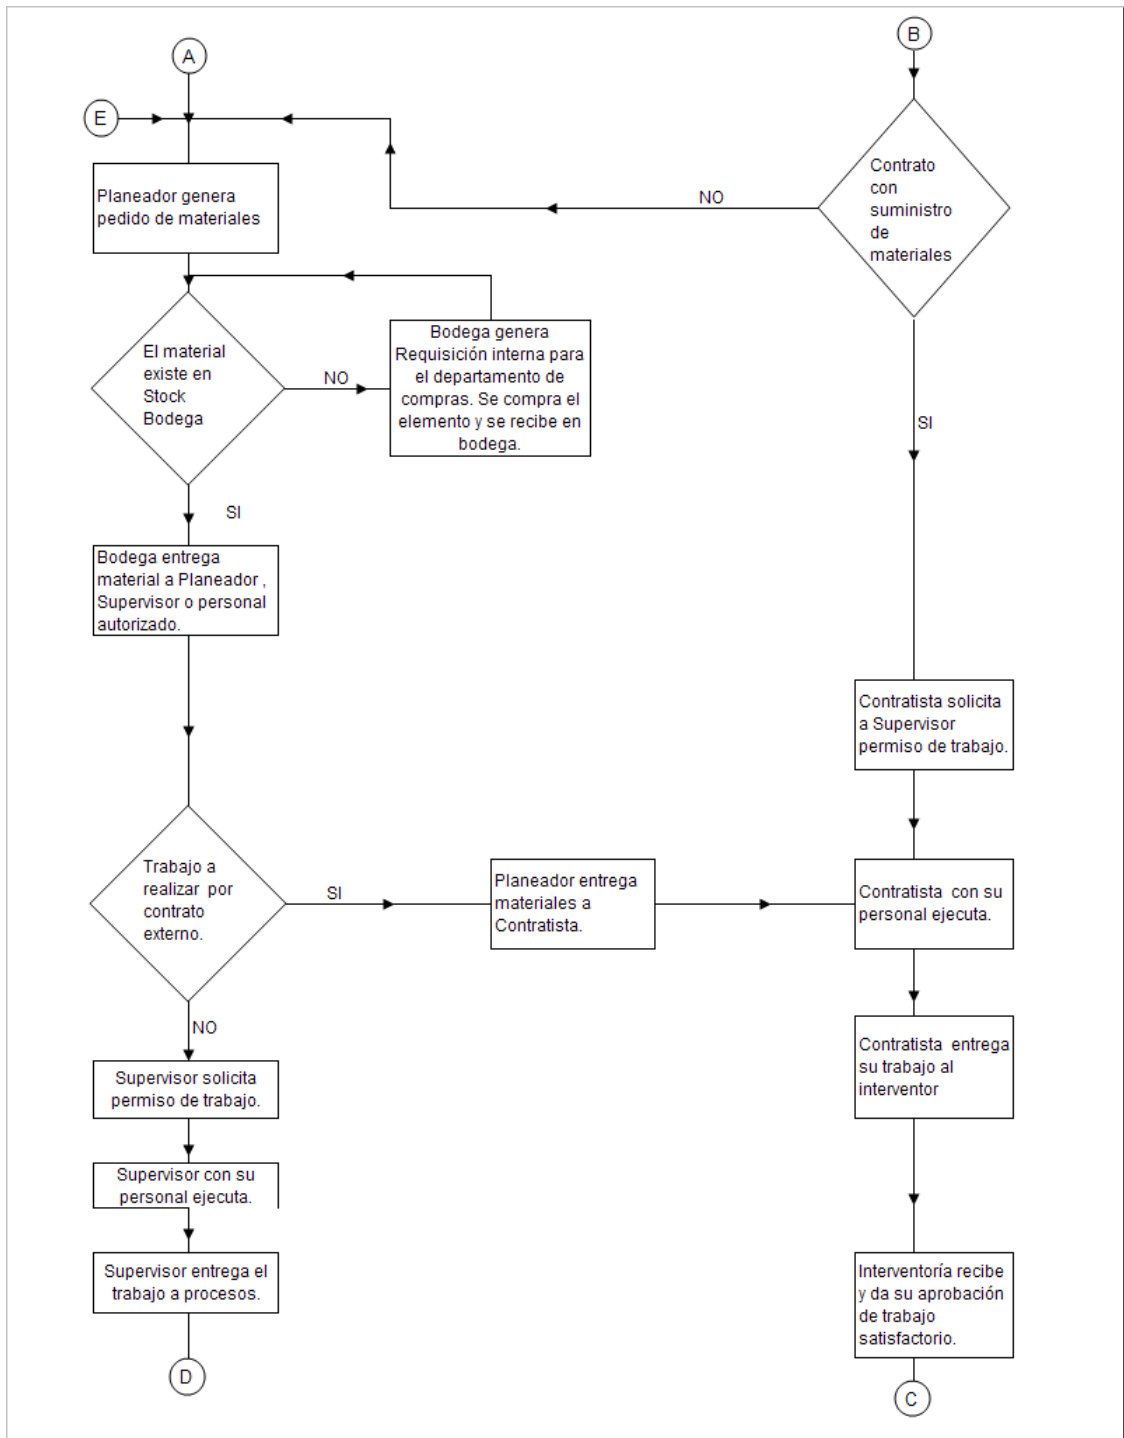 A
B
E
Planeador genera
pedido de materiales
Contrato
con
suministro
de
materiales
NO
El material
existe en
Stock
Bodega
NO
Bodega genera
Requisición interna para
el departamento de
compras. Se compra el
elemento y se recibe en
bodega.
SI
SI
Bodega entrega
material a Planeador ,
Supervisor o personal
autorizado.
Contratista solicita
a Supervisor
permiso de trabajo.
Trabajo a
realizar por
contrato
externo.
SI
Planeador entrega
materiales a
Contratista.
Contratista con su
personal ejecuta.
NO
Contratista entrega
su trabajo al
interventor
Supervisor solicita
permiso de trabajo.
Supervisor con su
personal ejecuta.
Supervisor entrega el
trabajo a procesos.
Interventoría recibe
y da su aprobación
de trabajo
satisfactorio.
D
C